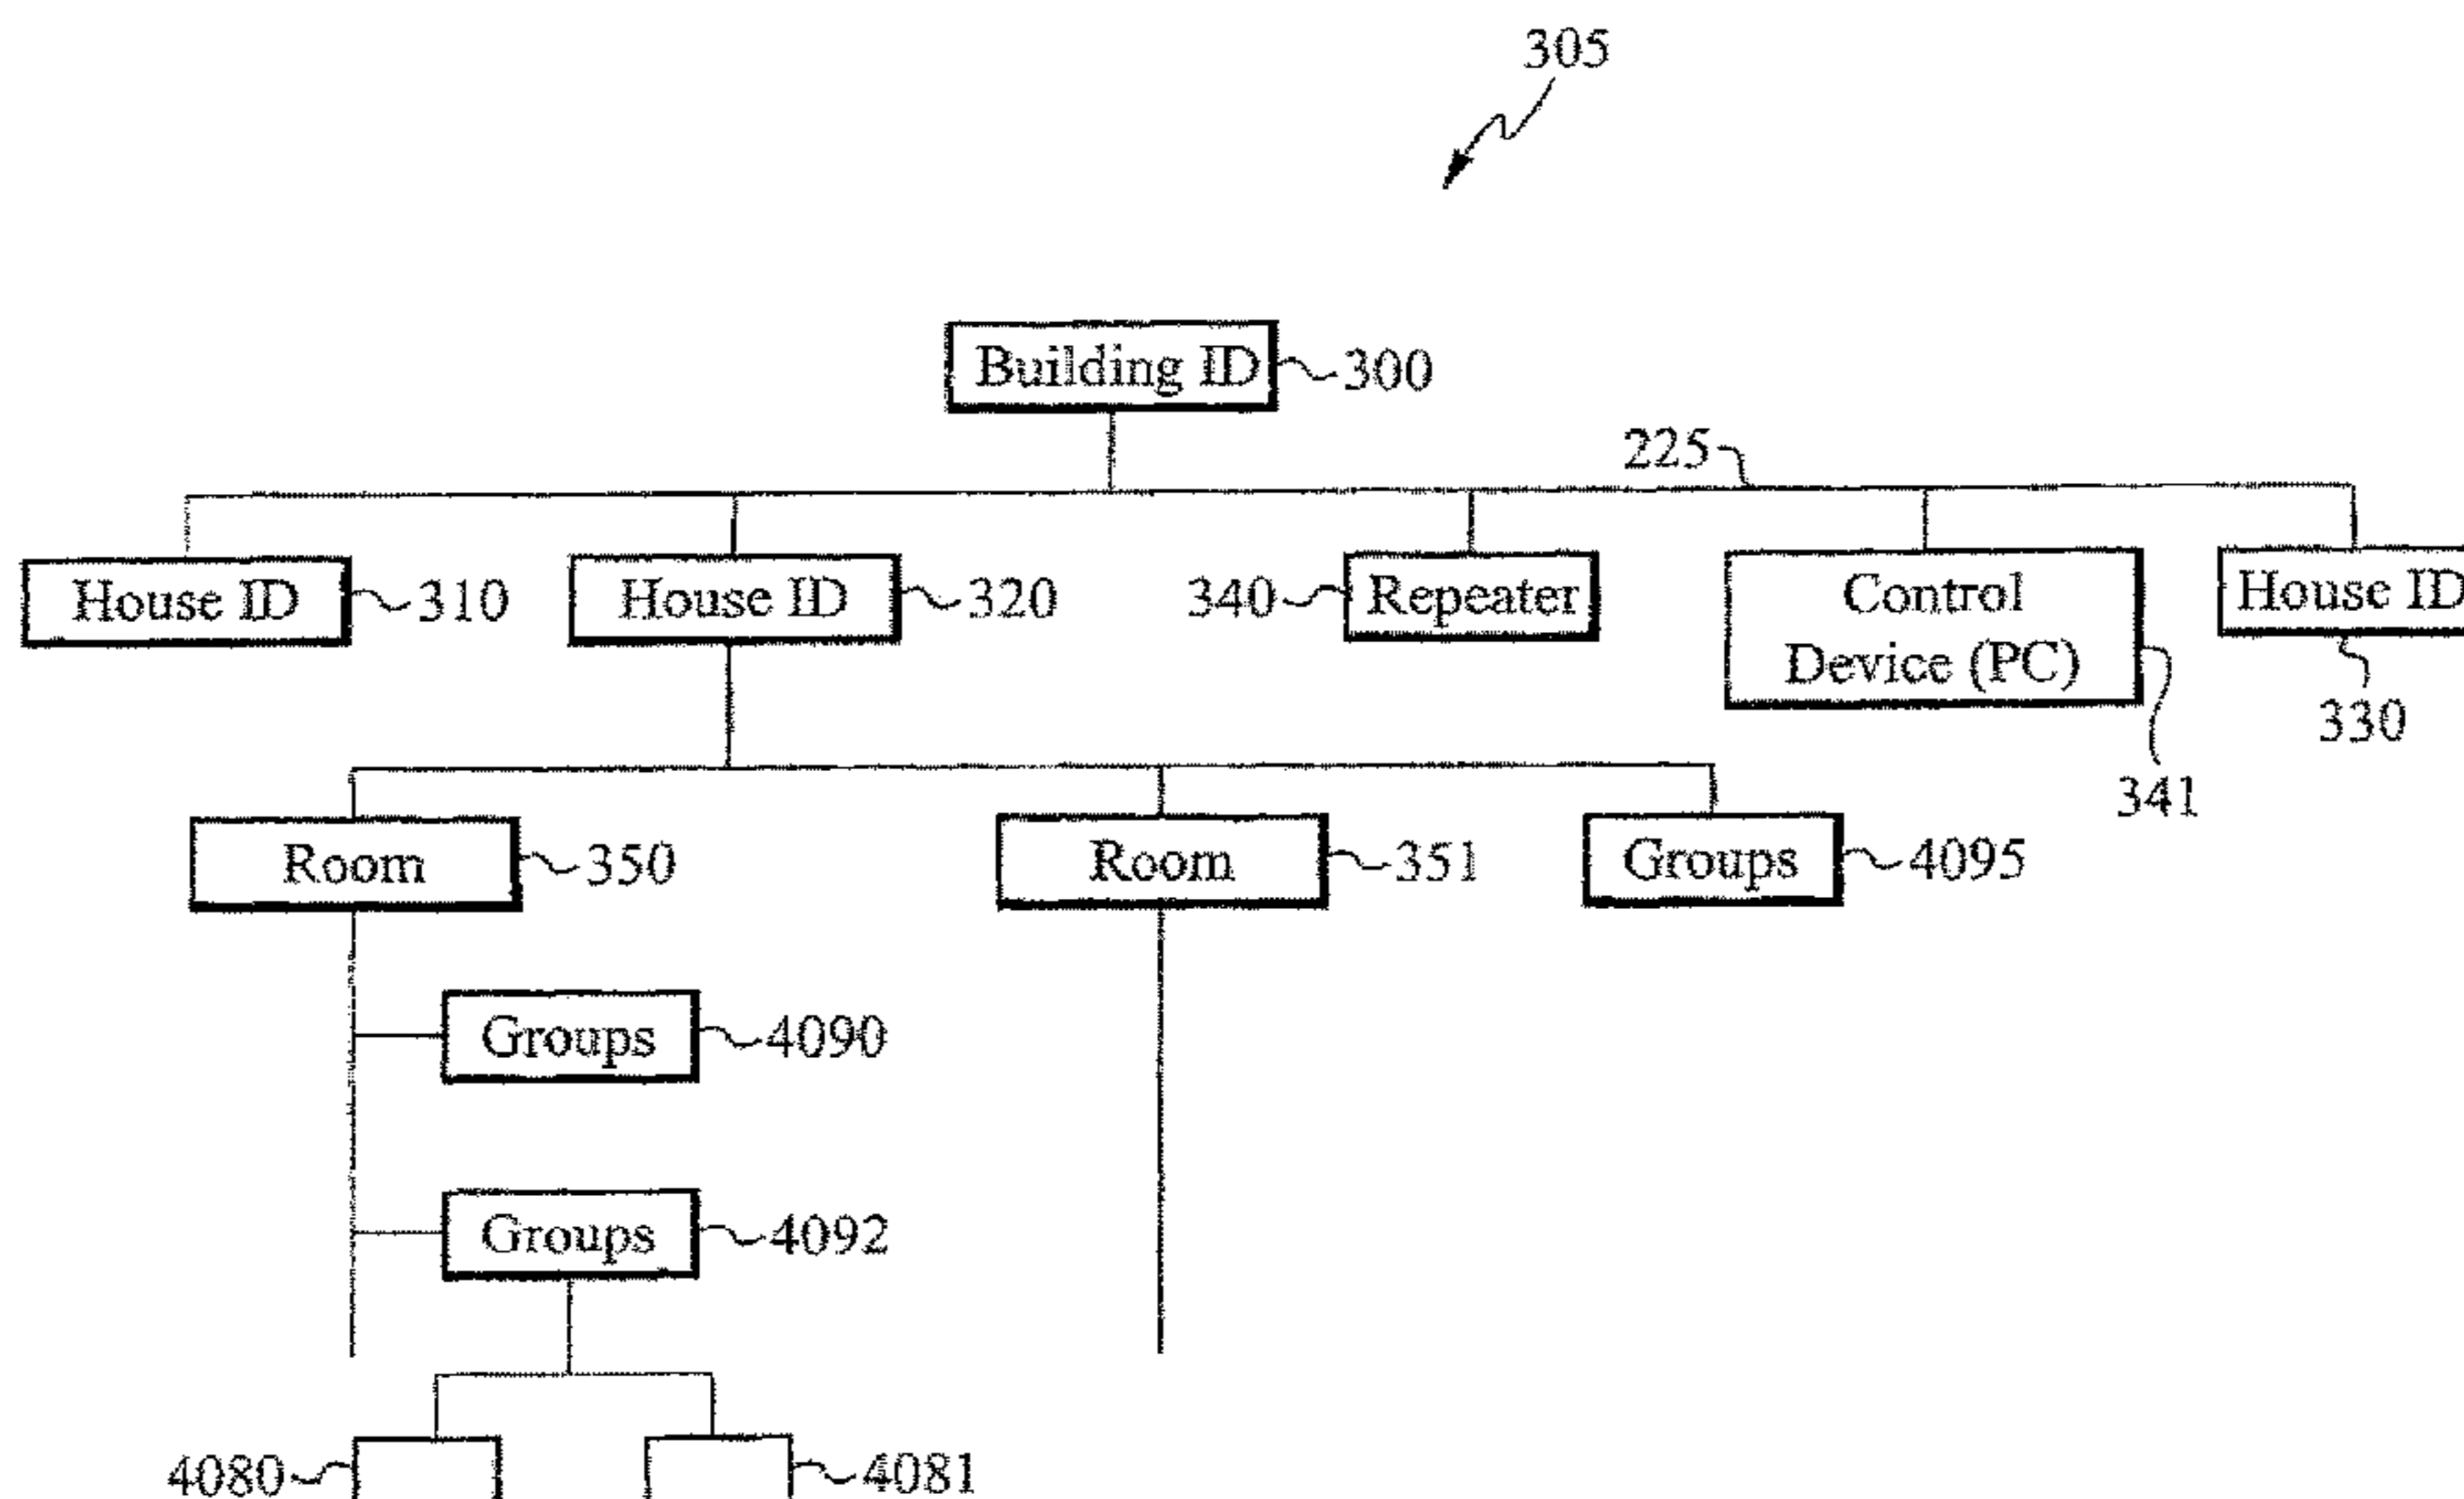 305
Building ID 300
225
House ID 310
House ID 320
340 Repeater
Control
Device (PC)
341
House ID
330
Room 350
Room 351
Groups 4095
Groups 4090
Groups 4092
4080
4081